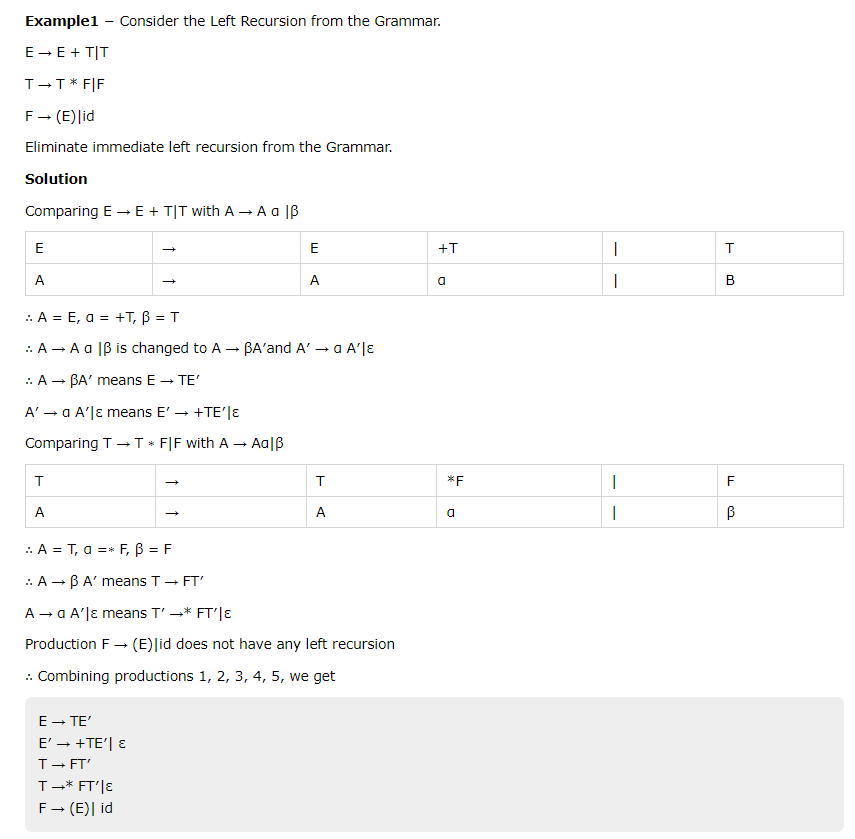 Example1 − Consider the Left Recursion from the Grammar.
E → E + T|T
T → T * F|F
F → (E)|id
Eliminate immediate left recursion from the Grammar.
Solution
Comparing E → E + T|T with A → A α |β
E → E +T | T
A → A α | B
∴ A = E, α = +T, β = T
∴ A → A α |β is changed to A → βA′and A′ → α A′|ε
∴ A → βA′ means E → TE′
A′ → α A′|ε means E′ → +TE′|ε
Comparing T → T ∗ F|F with A → Aα|β
T → T *F | F
A → A α | β
∴ A = T, α =∗ F, β = F
∴ A → β A′ means T → FT′
A → α A′|ε means T′ →* FT′|ε
Production F → (E)|id does not have any left recursion
∴ Combining productions 1, 2, 3, 4, 5, we get
E → TE′
E′ → +TE′| ε
T → FT′
T →* FT′|ε
F → (E)| id